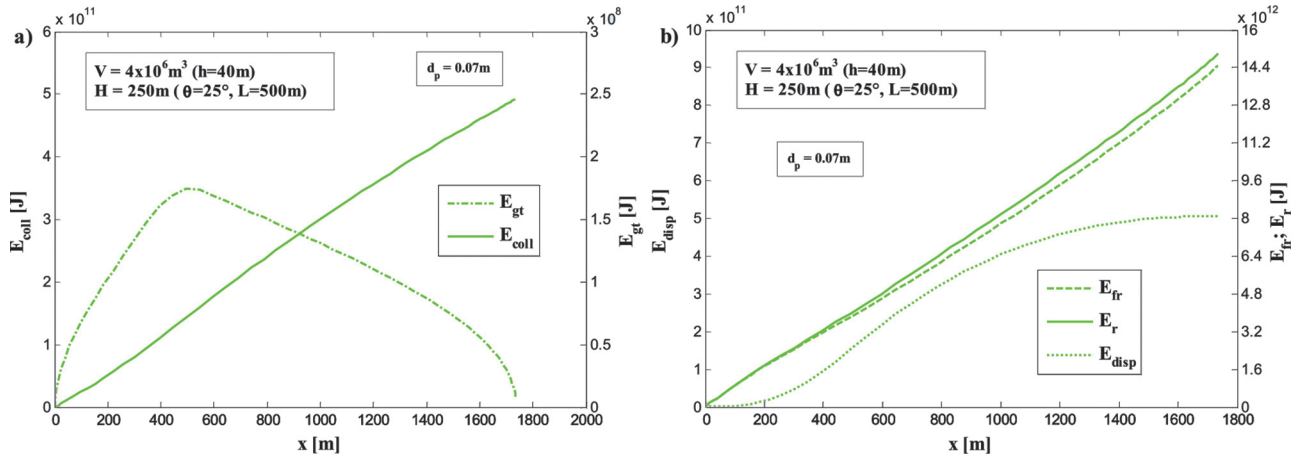 a)
x 10^11
x 10^8
6
5
4
3
2
1
0
3
2.5
2
1.5
1
0.5
0
0 200 400 600 800 1000 1200 1400 1600 1800 2000
E_coll [J]
E_gt [J]
x [m]
V = 4x10^6m^3 (h=40m)
H = 250m ( θ=25°, L=500m)
d_p = 0.07m
E_gt
E_coll
b)
x 10^11
x 10^12
10
9
8
7
6
5
4
3
2
1
0
16
14.4
12.8
11.2
9.6
8
6.4
4.8
3.2
1.6
0
0 200 400 600 800 1000 1200 1400 1600 1800
E_disp [J]
E_fr; E_r [J]
x [m]
V = 4x10^6m^3 (h=40m)
H = 250m ( θ=25°, L=500m)
d_p = 0.07m
E_fr
E_r
E_disp